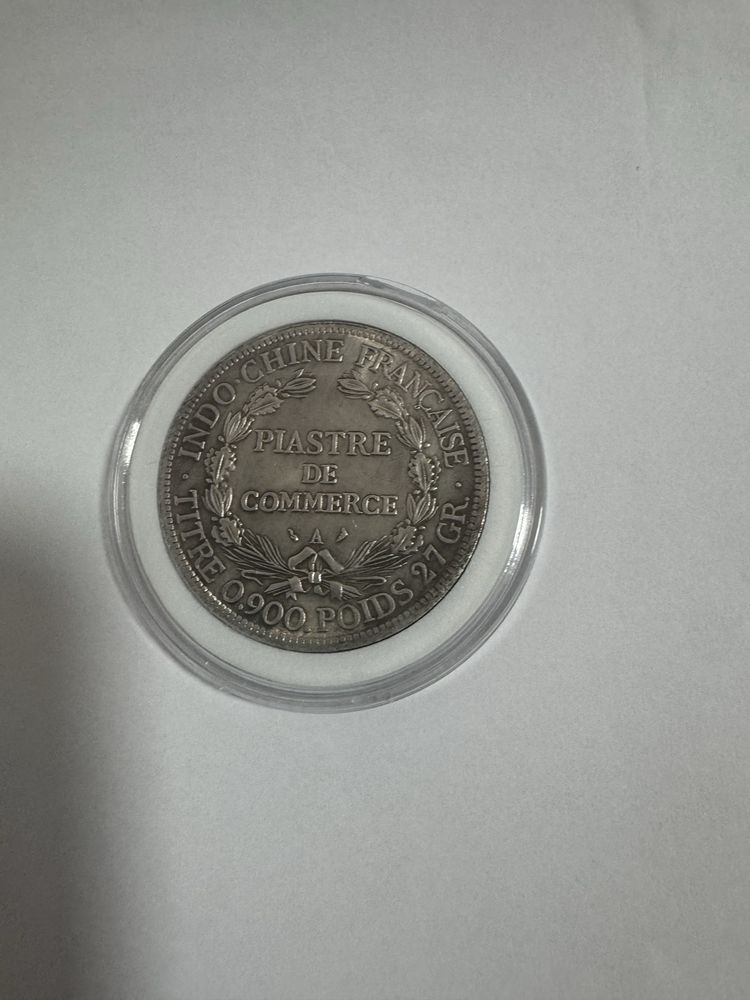 INDO-CHINE FRANÇAISE
PIASTRE
DE
COMMERCE
A
· TITRE 0,900. POIDS 27 GR. ·